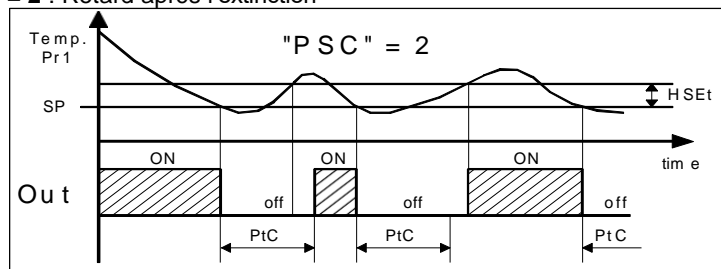 = 2 : Retard après l'extinction
Temp.
Pr1
"PSC" = 2
HSEt
SP
time
ON
ON
ON
Out
off
off
off
PtC
PtC
PtC